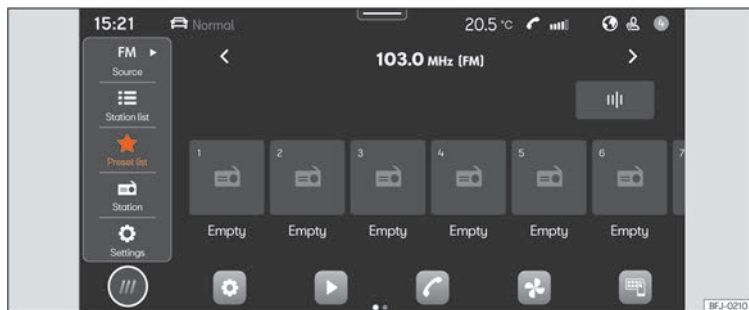 15:21 Normal 20.5 °C 4
FM
Source
103.0 MHz (FM)
Station list
Preset list
1 2 3 4 5 6 7
Station
Empty Empty Empty Empty Empty Empty
Settings
BFJ-0210